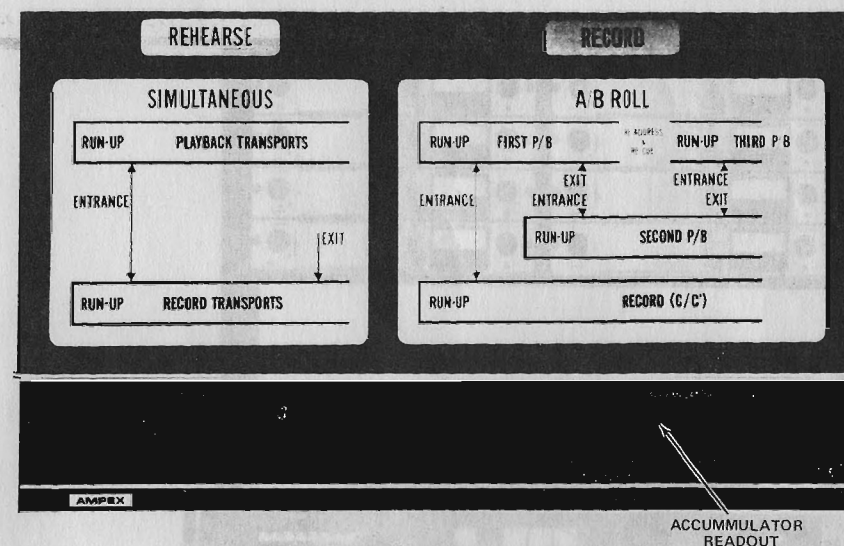 REHEARSE
RECORD
SIMULTANEOUS
RUN-UP PLAYBACK TRANSPORTS
ENTRANCE
EXIT
RUN-UP RECORD TRANSPORTS
A/B ROLL
RUN-UP FIRST P/B
RUN-UP THIRD P B
ENTRANCE
EXIT
ENTRANCE
ENTRANCE
EXIT
RUN-UP SECOND P/B
RUN-UP RECORD (C/C')
AMPEX
ACCUMMULATOR
READOUT